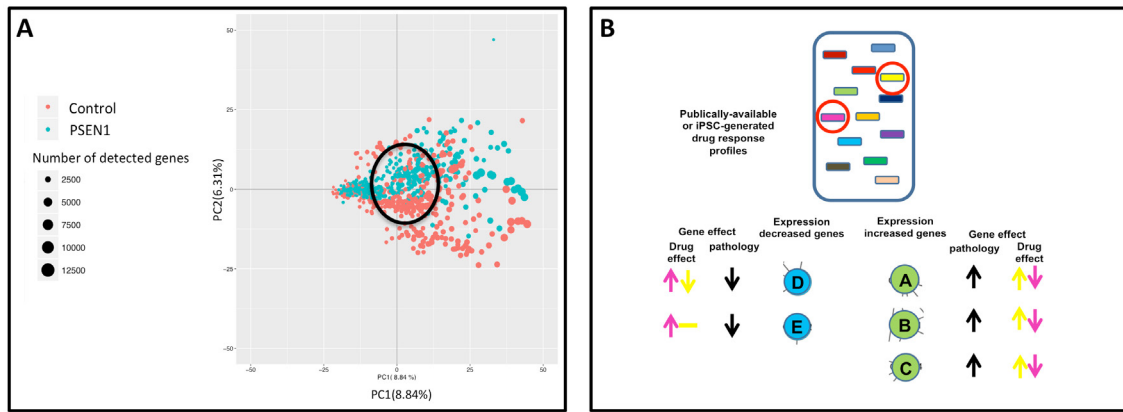 A
Control
PSEN1
Number of detected genes
2500
5000
7500
10000
12500
PC2(6.31%)
50
25
0
-25
-50
-50
-25
0
25
50
PC1( 8.84 %)
PC1(8.84%)
B
Publically-available
or iPSC-generated
drug response
profiles
Gene effect
Drug
effect
pathology
Expression
decreased genes
Expression
increased genes
Gene effect
pathology
Drug
effect
D
A
E
B
C